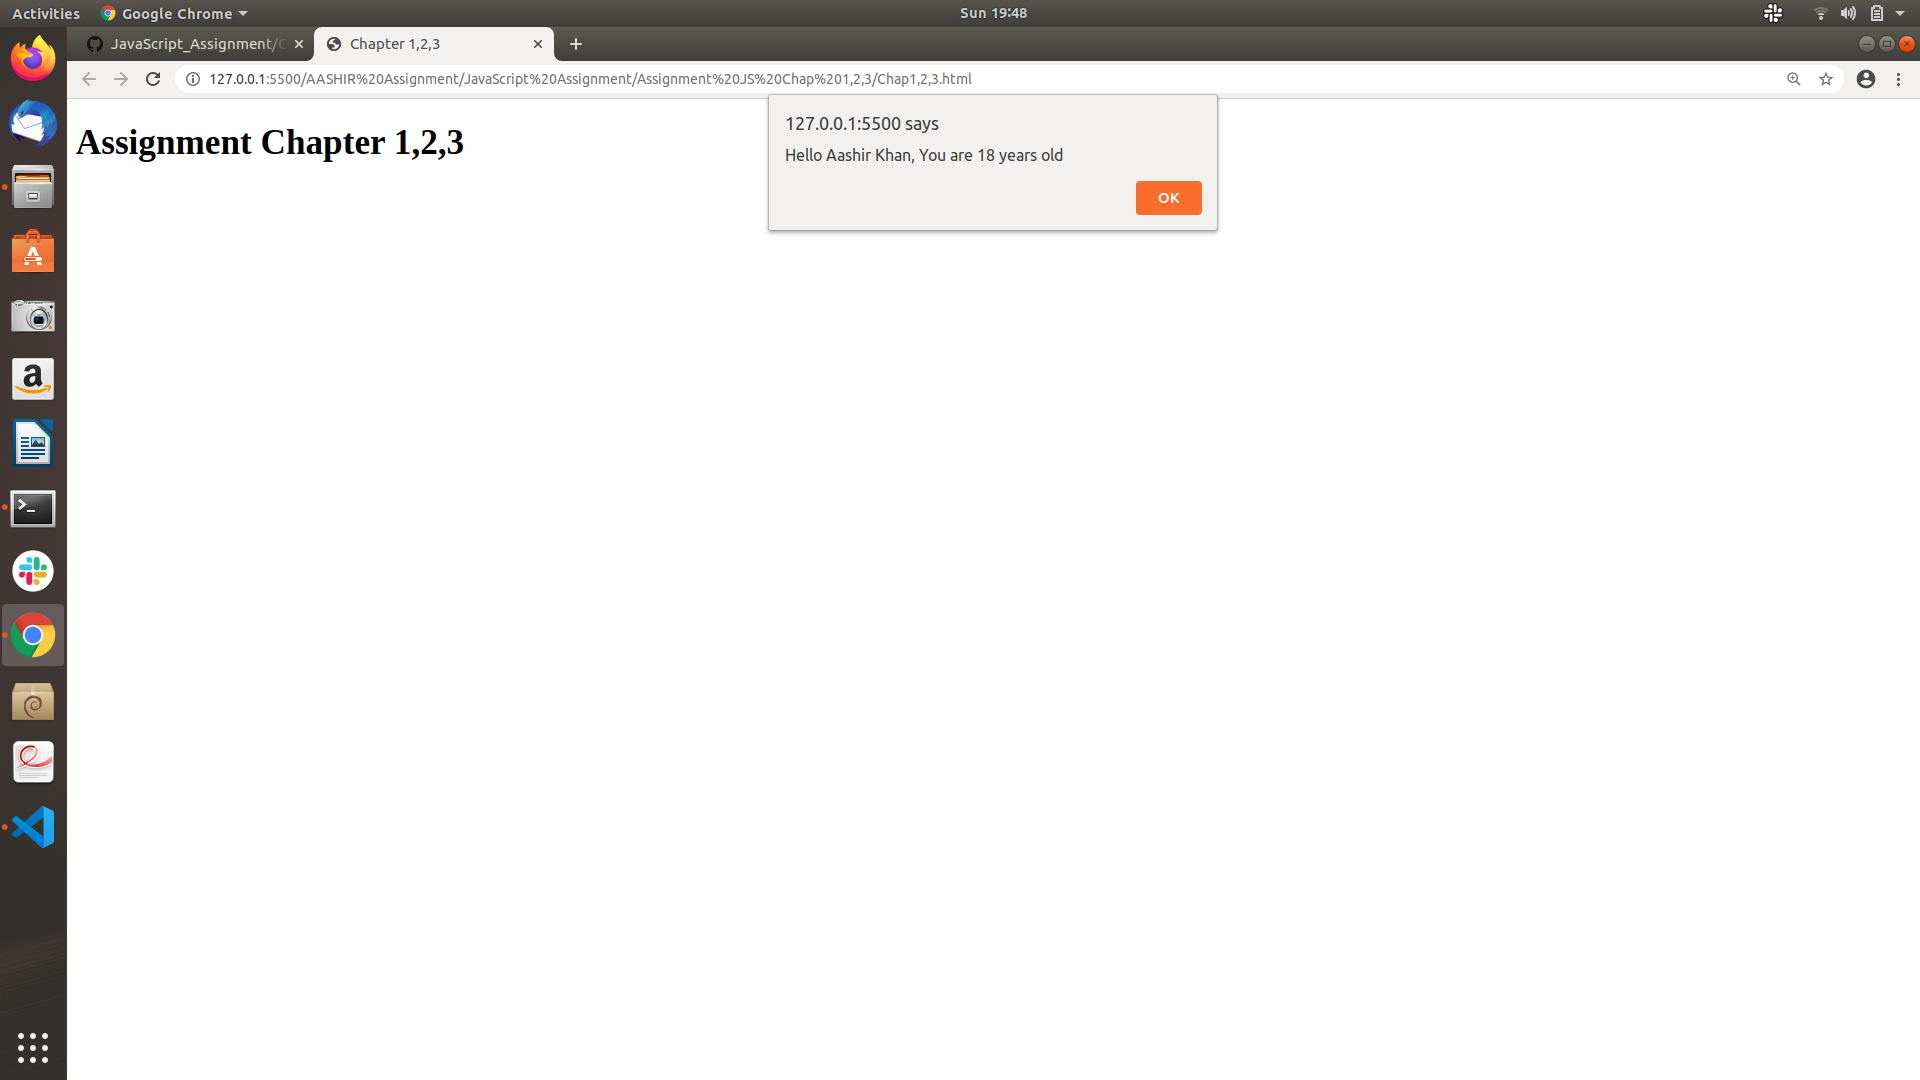 Activities
Google Chrome
Sun 19:48
JavaScript_Assignment/C
Chapter 1,2,3
127.0.0.1:5500/AASHIR%20Assignment/JavaScript%20Assignment/Assignment%20JS%20Chap%201,2,3/Chap1,2,3.html
127.0.0.1:5500 says
Hello Aashir Khan, You are 18 years old
OK
Assignment Chapter 1,2,3